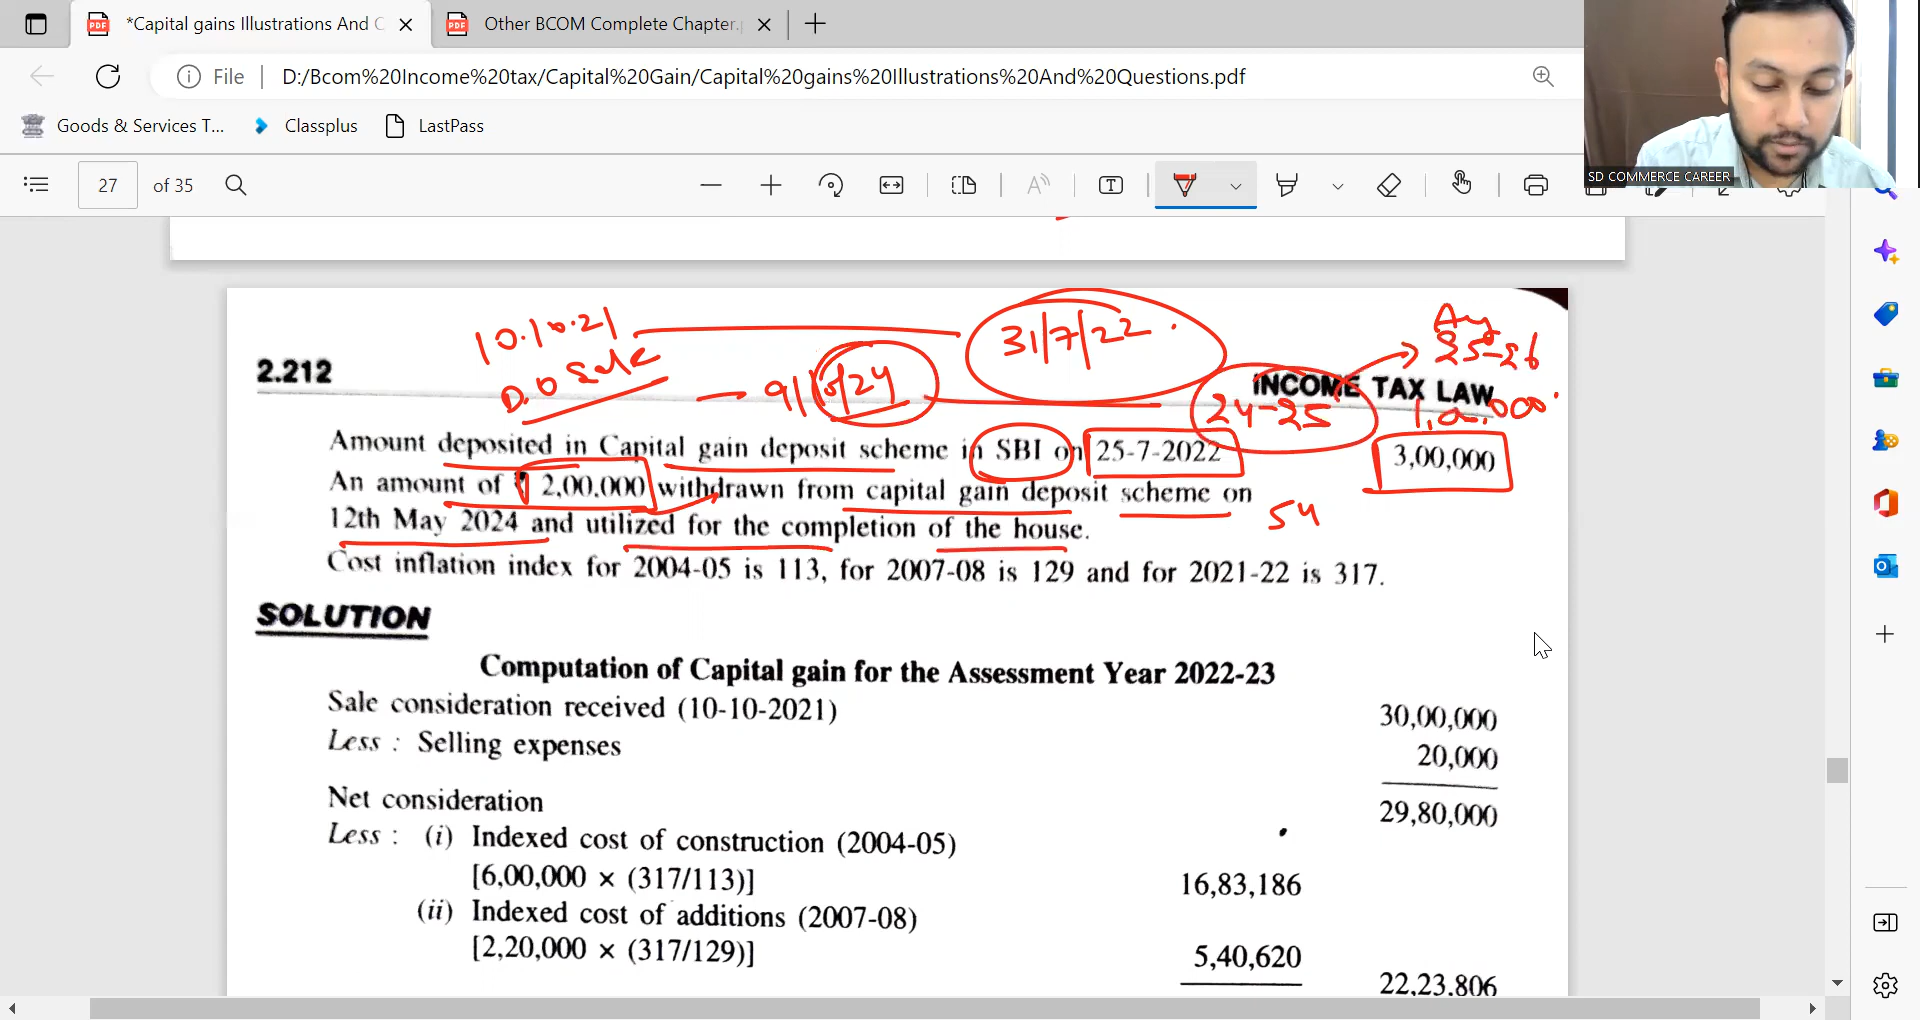 *Capital gains Illustrations And C
Other BCOM Complete Chapter.
File
D:/Bcom%20Income%20tax/Capital%20Gain/Capital%20gains%20Illustrations%20And%20Questions.pdf
Goods & Services T...
Classplus
LastPass
SD COMMERCE CAREER
27
of 35
10.10.21
D.O Sale
31/7/22
Ay
25-26
2.212
24
24-25
INCOME TAX LAW
Amount deposited in Capital gain deposit scheme in SBI on 25-7-2022
3,00,000
An amount of ₹ 2,00,000 withdrawn from capital gain deposit scheme on
54
12th May 2024 and utilized for the completion of the house.
Cost inflation index for 2004-05 is 113, for 2007-08 is 129 and for 2021-22 is 317.
SOLUTION
Computation of Capital gain for the Assessment Year 2022-23
Sale consideration received (10-10-2021) 30,00,000
Less : Selling expenses 20,000
Net consideration 29,80,000
Less : (i) Indexed cost of construction (2004-05)
[6,00,000 × (317/113)] 16,83,186
(ii) Indexed cost of additions (2007-08)
[2,20,000 × (317/129)] 5,40,620
22,23,806